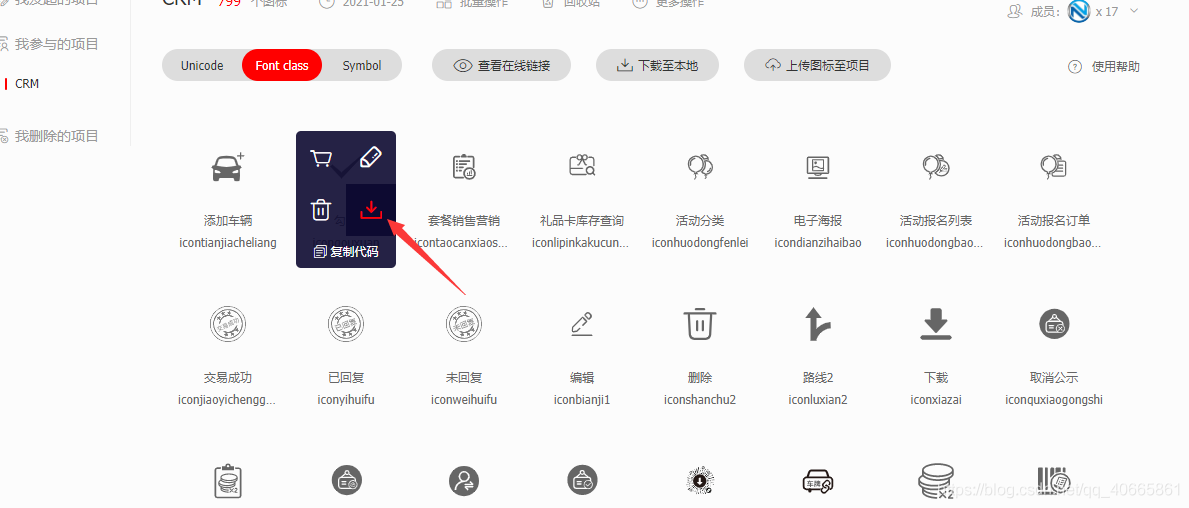 我发起的项目
CRM 799 个图标 2021-01-25 批量操作 回收站 更多操作
成员: x 17
我参与的项目
CRM
我删除的项目
Unicode Font class Symbol 查看在线链接 下载至本地 上传图标至项目 使用帮助
添加车辆 套餐销售营销 礼品卡库存查询 活动分类 电子海报 活动报名列表 活动报名订单
icontianjiacheliang icontaocanxiaos... iconlipinkakucun... iconhuodongfenlei icondianzihaibao iconhuodongbao... iconhuodongbao...
复制代码
交易成功 已回复 未回复 编辑 删除 路线2 下载 取消公示
iconjiaoyichengg... iconyihuifu iconweihuifu iconbianji1 iconshanchu2 iconluxian2 iconxiazai iconquxiaogongshi
https://blog.csdn.net/qq_40665861